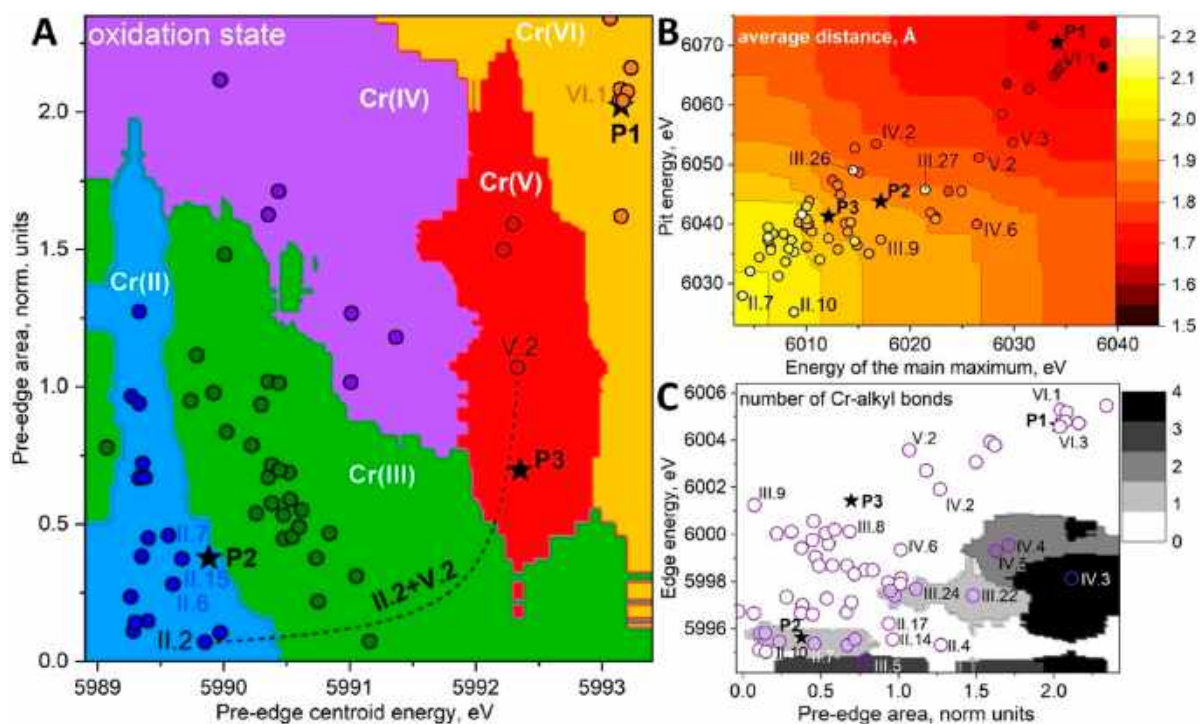 A
oxidation state
Cr(VI)
Cr(IV)
VI.1
P1
Cr(V)
Cr(II)
V.2
P3
Cr(III)
II.7
P2
II.15
II.6
II.2+V.2
II.2
2.0
1.5
1.0
0.5
0.0
Pre-edge area, norm. units
5989 5990 5991 5992 5993
Pre-edge centroid energy, eV
B
average distance, Å
P1
VI.1
IV.2
V.3
III.26
III.27
V.2
P2
P3
IV.6
III.9
II.7
II.10
6070
6060
6050
6040
6030
Pit energy, eV
6010 6020 6030 6040
Energy of the main maximum, eV
2.2
2.1
2.0
1.9
1.8
1.7
1.6
1.5
C
number of Cr-alkyl bonds
VI.1
P1
VI.3
V.2
IV.2
III.9
P3
III.8
IV.6
IV.4
IV.3
III.24
III.22
II.17
P2
II.14
II.4
II.10
III.5
6006
6004
6002
6000
5998
5996
Edge energy, eV
0.0 0.5 1.0 1.5 2.0
Pre-edge area, norm units
4
3
2
1
0